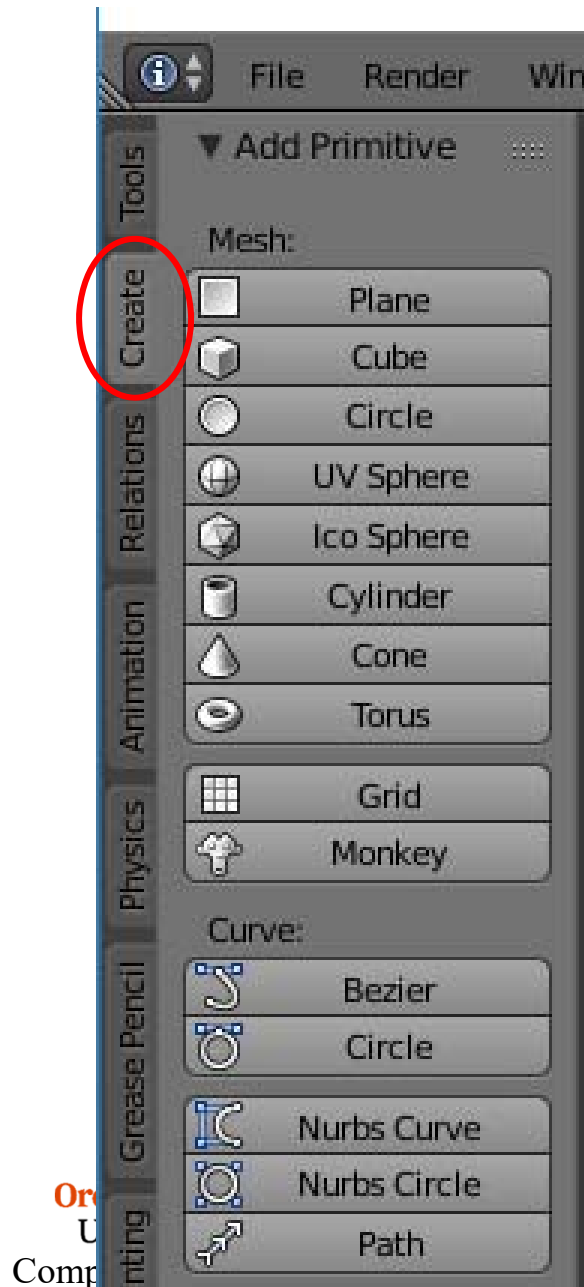 File Render
Tools
Create
Relations
Animation
Physics
Grease Pencil
Add Primitive
Mesh:
Plane
Cube
Circle
UV Sphere
Ico Sphere
Cylinder
Cone
Torus
Grid
Monkey
Curve:
Bezier
Circle
Nurbs Curve
Nurbs Circle
Path